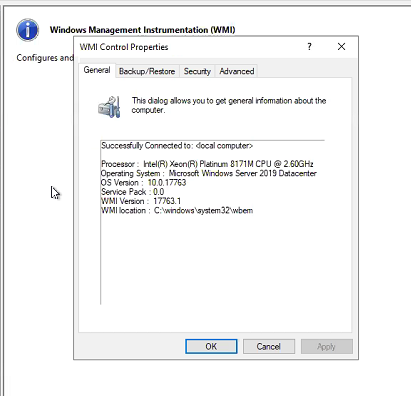 Windows Management Instrumentation (WMI)
Configures and
WMI Control Properties
?
General Backup/Restore Security Advanced
This dialog allows you to get general information about the
computer.
Successfully Connected to: <local computer>
Processor : Intel(R) Xeon(R) Platinum 8171M CPU @ 2.60GHz
Operating System : Microsoft Windows Server 2019 Datacenter
OS Version : 10.0.17763
Service Pack : 0.0
WMI Version : 17763.1
WMI location : C:\windows\system32\wbem
OK Cancel Apply